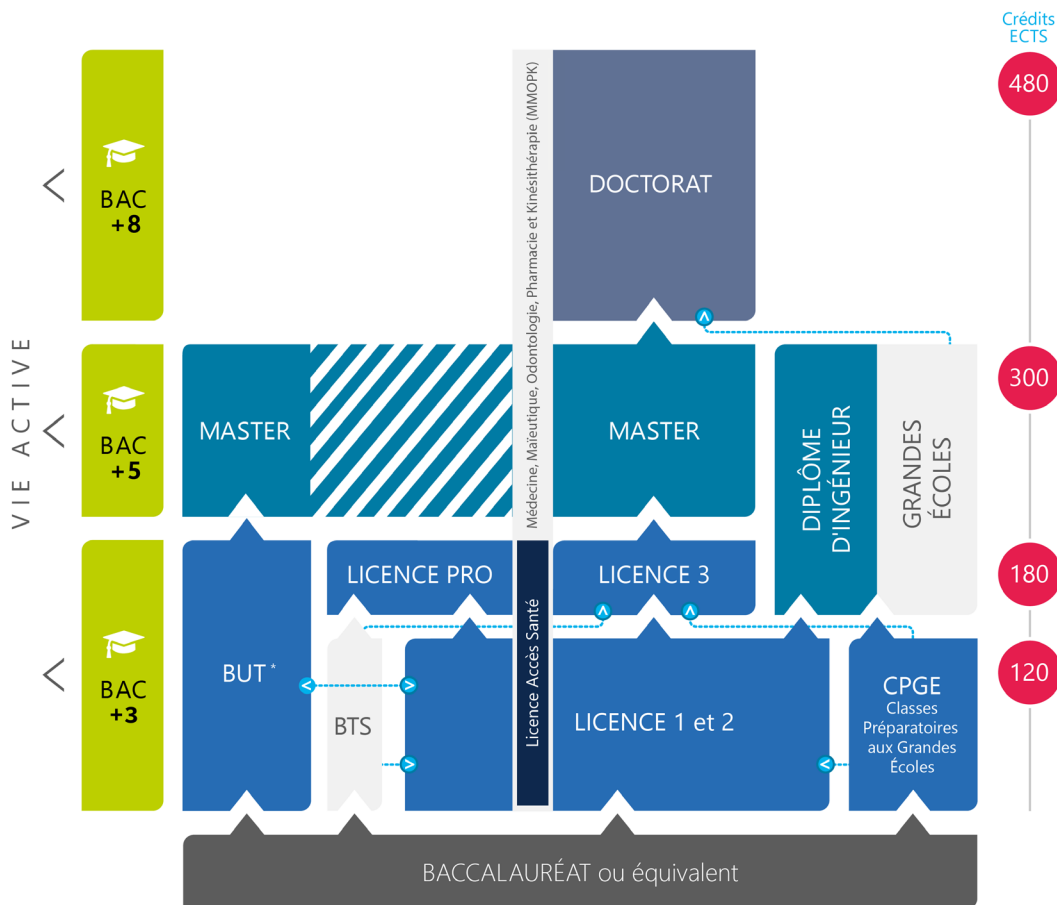 Crédits
ECTS
480
300
180
120
VIE ACTIVE
BAC
+8
BAC
+5
BAC
+3
DOCTORAT
Médecine, Maïeutique, Odontologie, Pharmacie et Kinésithérapie (MMOPK)
MASTER
MASTER
DIPLÔME
D'INGÉNIEUR
GRANDES
ÉCOLES
LICENCE PRO
LICENCE 3
Licence Accès Santé
BUT *
BTS
LICENCE 1 et 2
CPGE
Classes
Préparatoires
aux Grandes
Écoles
BACCALAURÉAT ou équivalent